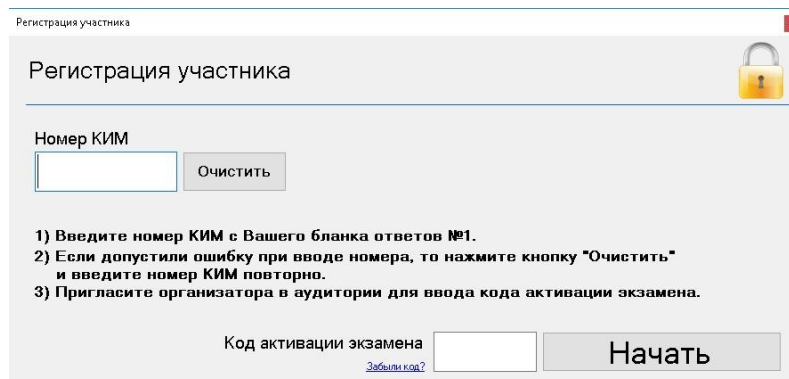 Регистрация участника
Регистрация участника
Номер КИМ
Очистить
1) Введите номер КИМ с Вашего бланка ответов №1.
2) Если допустили ошибку при вводе номера, то нажмите кнопку "Очистить"
и введите номер КИМ повторно.
3) Пригласите организатора в аудитории для ввода кода активации экзамена.
Код активации экзамена
Забыли код?
Начать